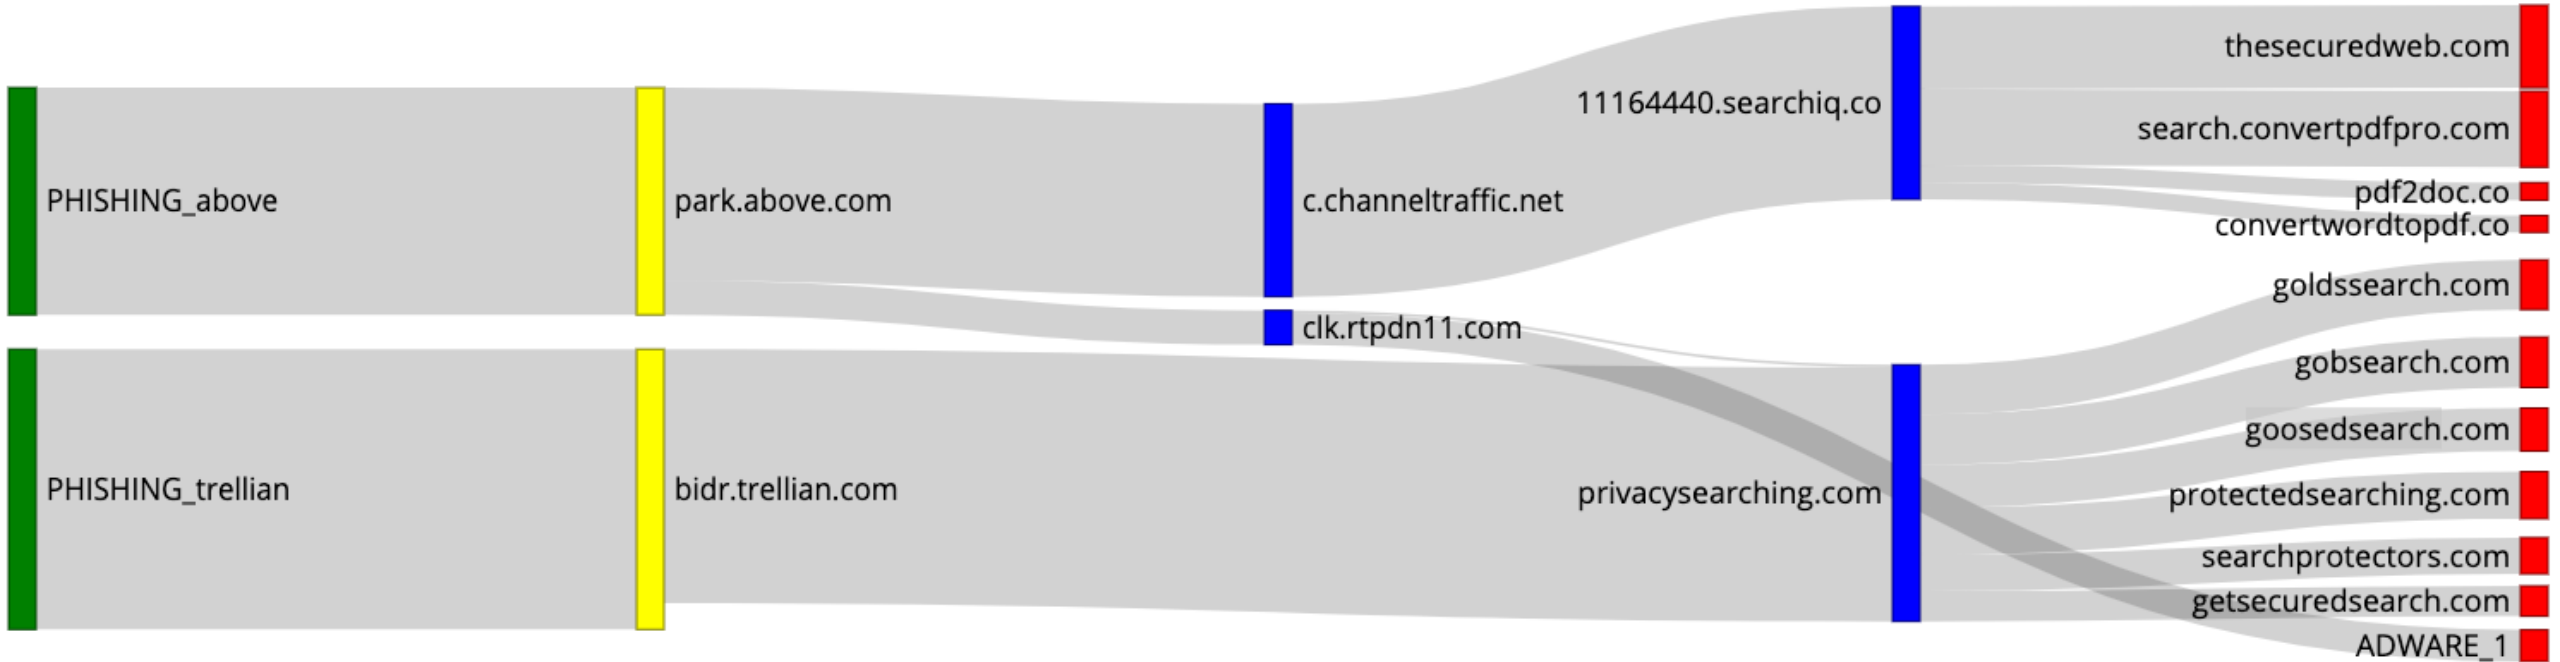 PHISHING_above
PHISHING_trellian
park.above.com
bidr.trellian.com
c.channeltraffic.net
clk.rtpdn11.com
11164440.searchiq.co
privacysearching.com
thesecuredweb.com
search.convertpdfpro.com
pdf2doc.co
convertwordtopdf.co
goldssearch.com
gobsearch.com
goosedsearch.com
protectedsearching.com
searchprotectors.com
getsecuredsearch.com
ADWARE_1